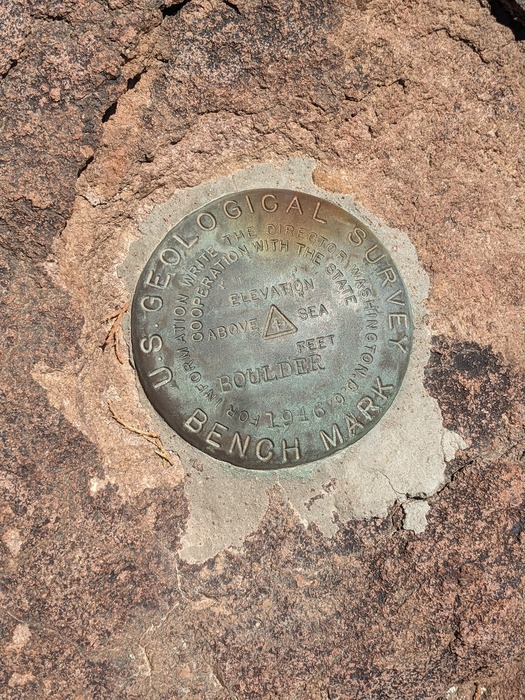 U.S. GEOLOGICAL SURVEY
FOR INFORMATION WRITE THE DIRECTOR, WASHINGTON, D.C.
COOPERATION WITH THE STATE
ELEVATION
ABOVE SEA
FEET
BOULDER
1946
BENCH MARK